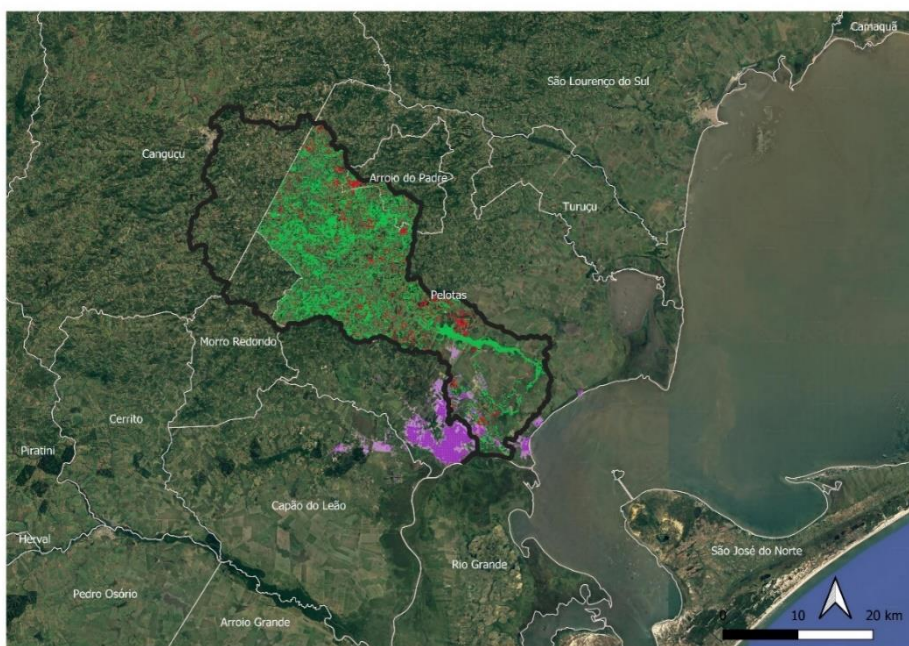 Camaquã
São Lourenço do Sul
Canguçu
Arroio do Padre
Turuçu
Pelotas
Morro Redondo
Cerrito
Piratini
Capão do Leão
Herval
São José do Norte
Rio Grande
Pedro Osório
Arroio Grande
0 10 20 km